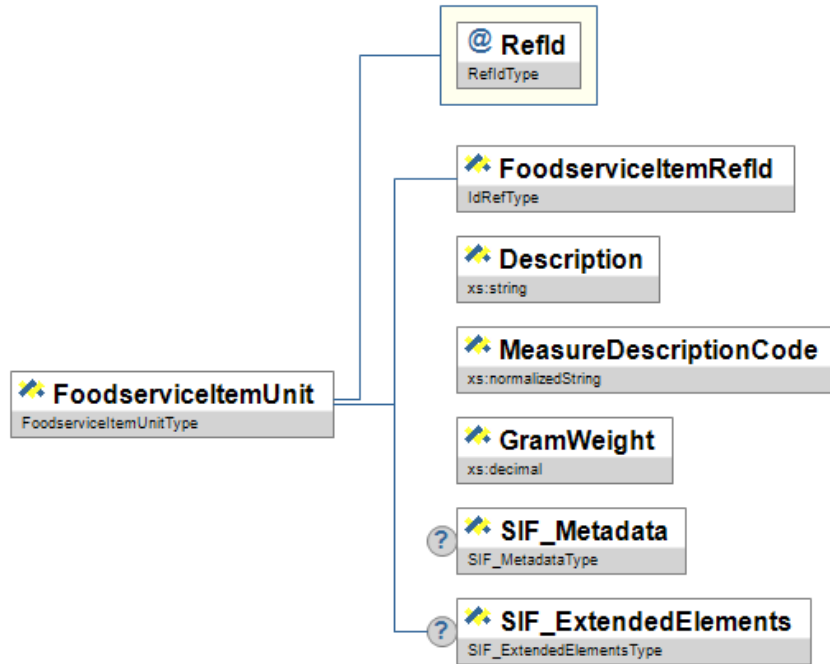 @ RefId
RefIdType
FoodserviceItemRefId
IdRefType
Description
xs:string
MeasureDescriptionCode
xs:normalizedString
FoodserviceItemUnit
FoodserviceItemUnitType
GramWeight
xs:decimal
? SIF_Metadata
SIF_MetadataType
? SIF_ExtendedElements
SIF_ExtendedElementsType